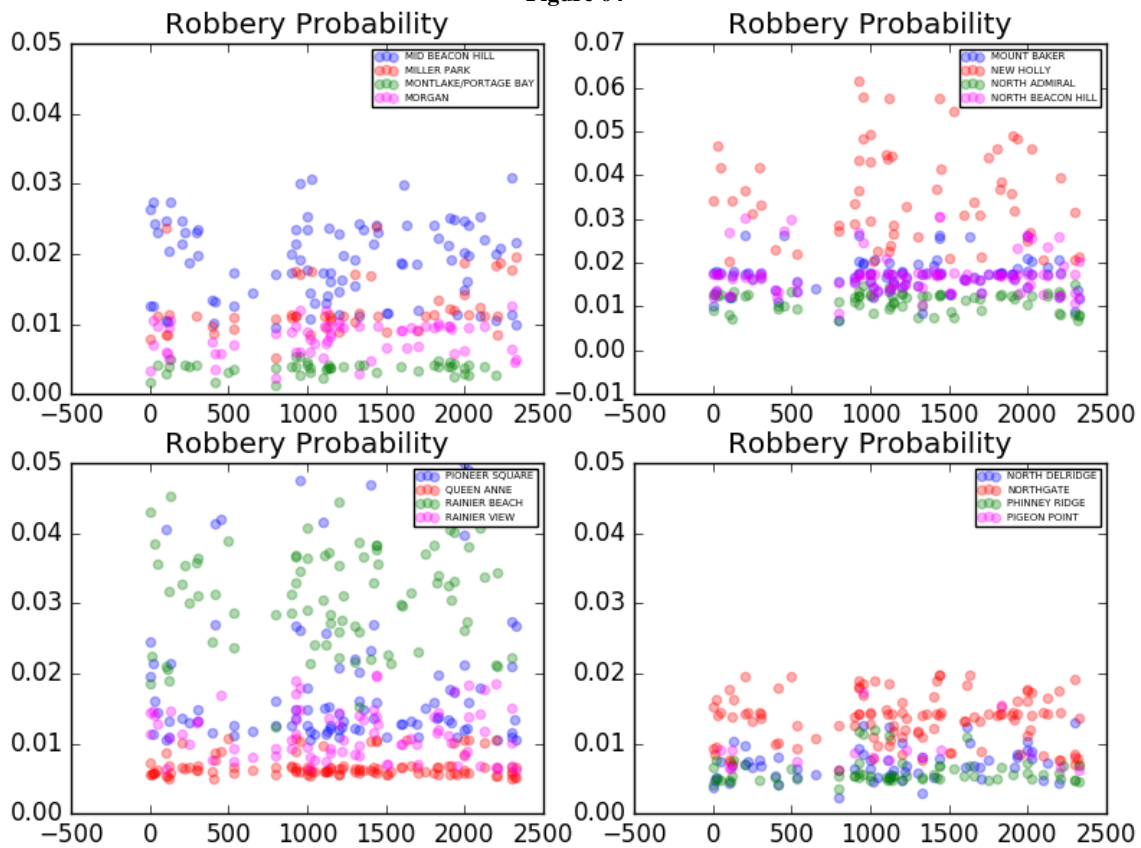 Robbery Probability
0.05
0.04
0.03
0.02
0.01
0.00
−500 0 500 1000 1500 2000 2500
MID BEACON HILL
MILLER PARK
MONTLAKE/PORTAGE BAY
MORGAN
Robbery Probability
0.07
0.06
0.05
0.04
0.03
0.02
0.01
0.00
−0.01
−500 0 500 1000 1500 2000 2500
MOUNT BAKER
NEW HOLLY
NORTH ADMIRAL
NORTH BEACON HILL
Robbery Probability
0.05
0.04
0.03
0.02
0.01
0.00
−500 0 500 1000 1500 2000 2500
PIONEER SQUARE
QUEEN ANNE
RAINIER BEACH
RAINIER VIEW
Robbery Probability
0.05
0.04
0.03
0.02
0.01
0.00
−500 0 500 1000 1500 2000 2500
NORTH DELRIDGE
NORTHGATE
PHINNEY RIDGE
PIGEON POINT